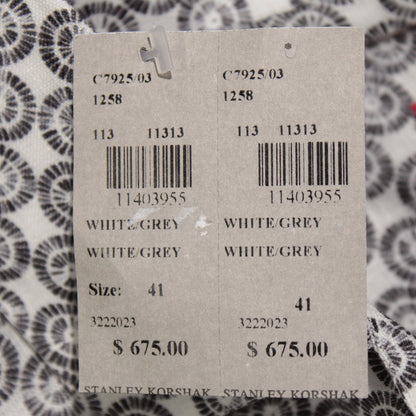 C7925/03
1258
113 11313
11403955
WHITE/GREY
WHITE/GREY
Size: 41
3222023
$ 675.00
STANLEY KORSHAK
C7925/03
1258
113 11313
11403955
WHITE/GREY
WHITE/GREY
41
3222023
$ 675.00
STANLEY KORSHAK